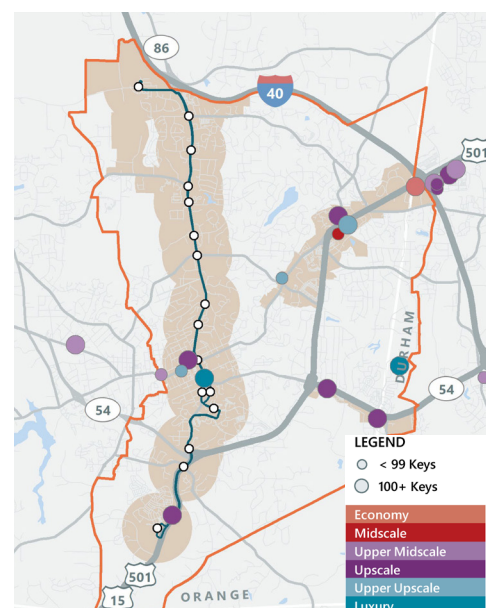 86
40
501
DURHAM
54
54
LEGEND
< 99 Keys
100+ Keys
Economy
Midscale
Upper Midscale
Upscale
Upper Upscale
Luxury
501
15
ORANGE